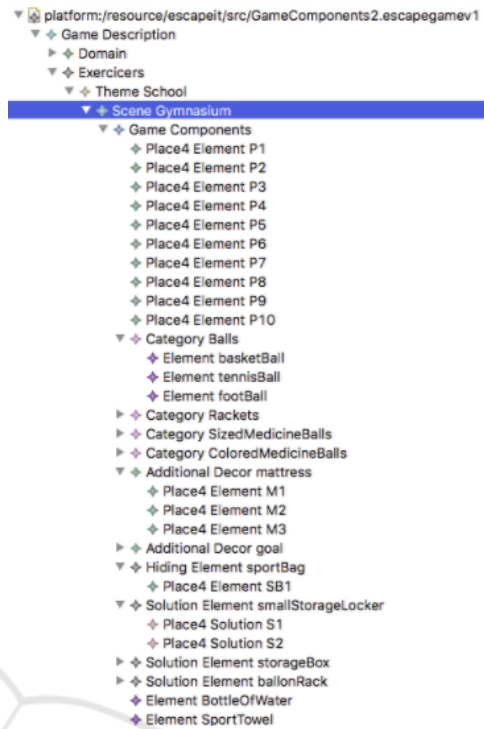 platform:/resource/escapeit/src/GameComponents2.escapegamev1
Game Description
Domain
Exercicers
Theme School
Scene Gymnasium
Game Components
Place4 Element P1
Place4 Element P2
Place4 Element P3
Place4 Element P4
Place4 Element P5
Place4 Element P6
Place4 Element P7
Place4 Element P8
Place4 Element P9
Place4 Element P10
Category Balls
Element basketBall
Element tennisBall
Element footBall
Category Rackets
Category SizedMedicineBalls
Category ColoredMedicineBalls
Additional Decor mattress
Place4 Element M1
Place4 Element M2
Place4 Element M3
Additional Decor goal
Hiding Element sportBag
Place4 Element SB1
Solution Element smallStorageLocker
Place4 Solution S1
Place4 Solution S2
Solution Element storageBox
Solution Element ballonRack
Element BottleOfWater
Element SportTowel